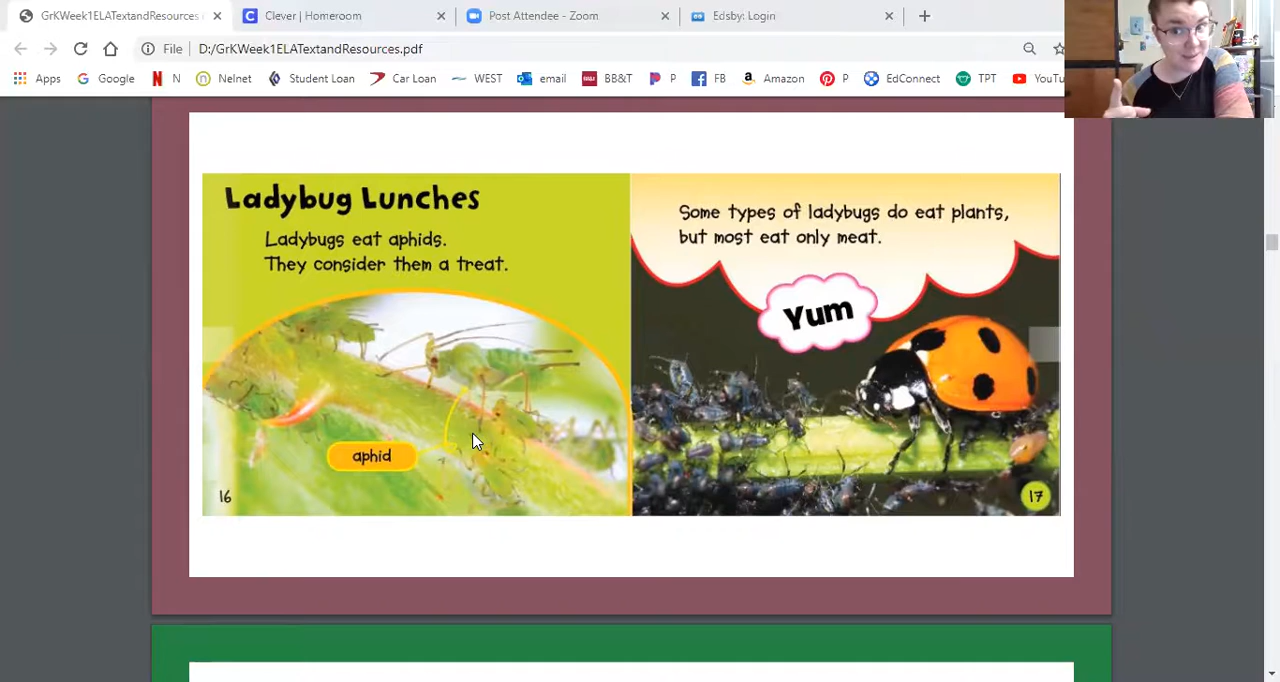 GrKWeek1ELATextandResources
Clever | Homeroom
Post Attendee - Zoom
Edsby: Login
File
D:/GrKWeek1ELATextandResources.pdf
Apps
Google
N
Nelnet
Student Loan
Car Loan
WEST
email
BB&T
P
FB
Amazon
P
EdConnect
TPT
YouTu
Ladybug Lunches
Ladybugs eat aphids.
They consider them a treat.
aphid
16
Some types of ladybugs do eat plants,
but most eat only meat.
Yum
17